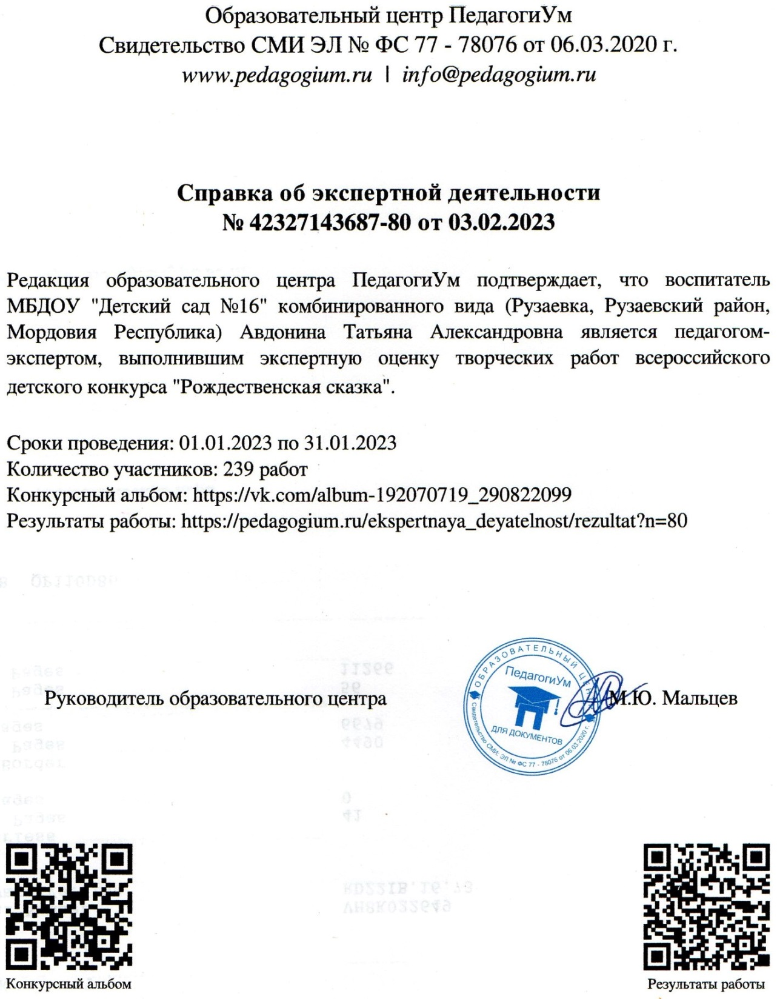 Образовательный центр ПедагогиУм
Свидетельство СМИ ЭЛ № ФС 77 - 78076 от 06.03.2020 г.
www.pedagogium.ru | info@pedagogium.ru
Справка об экспертной деятельности
№ 42327143687-80 от 03.02.2023
Редакция образовательного центра ПедагогиУм подтверждает, что воспитатель
МБДОУ "Детский сад №16" комбинированного вида (Рузаевка, Рузаевский район,
Мордовия Республика) Авдонина Татьяна Александровна является педагогом-
экспертом, выполнившим экспертную оценку творческих работ всероссийского
детского конкурса "Рождественская сказка".
Сроки проведения: 01.01.2023 по 31.01.2023
Количество участников: 239 работ
Конкурсный альбом: https://vk.com/album-192070719_290822099
Результаты работы: https://pedagogium.ru/ekspertnaya_deyatelnost/rezultat?n=80
Руководитель образовательного центра
ОБРАЗОВАТЕЛЬНЫЙ ЦЕНТР
ПедагогиУм
ДЛЯ ДОКУМЕНТОВ
Свидетельство СМИ: ЭЛ № ФС 77 - 78076 от 06.03.2020 г.
М.Ю. Мальцев
Конкурсный альбом
Результаты работы